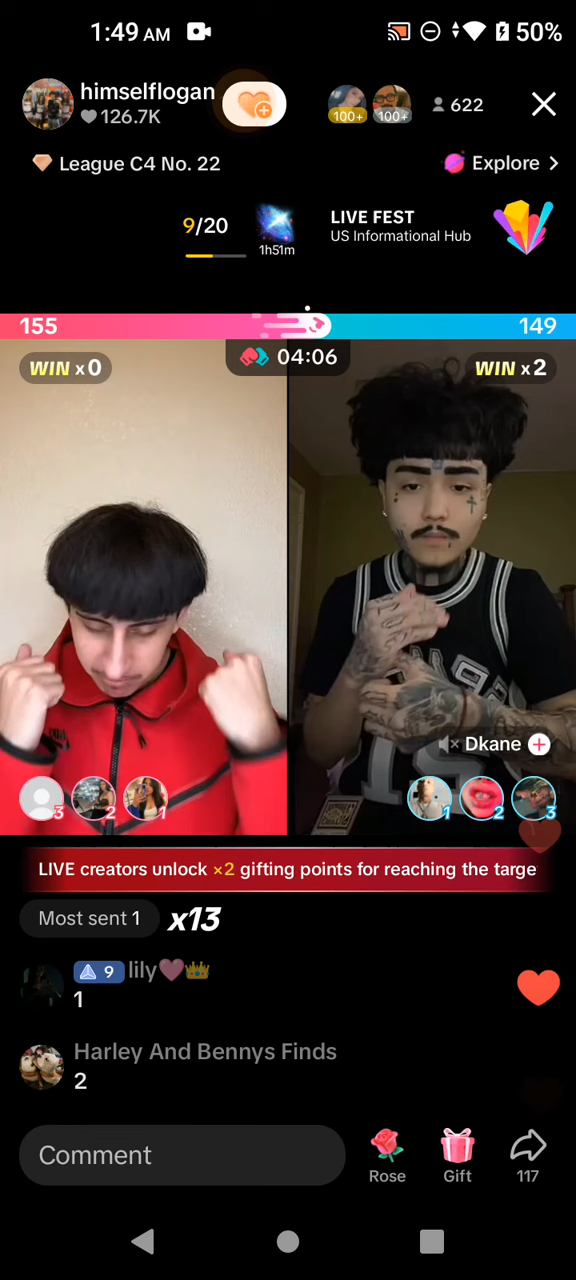 1:49 AM
50%
himselflogan
126.7K
100+
100+
622
League C4 No. 22
Explore >
9/20
1h51m
LIVE FEST
US Informational Hub
155
149
WIN x 0
04:06
WIN x 2
Dkane
3
2
1
1
2
3
LIVE creators unlock ×2 gifting points for reaching the targe
Most sent 1
x13
9
lily
1
Harley And Bennys Finds
2
Comment
Rose
Gift
117